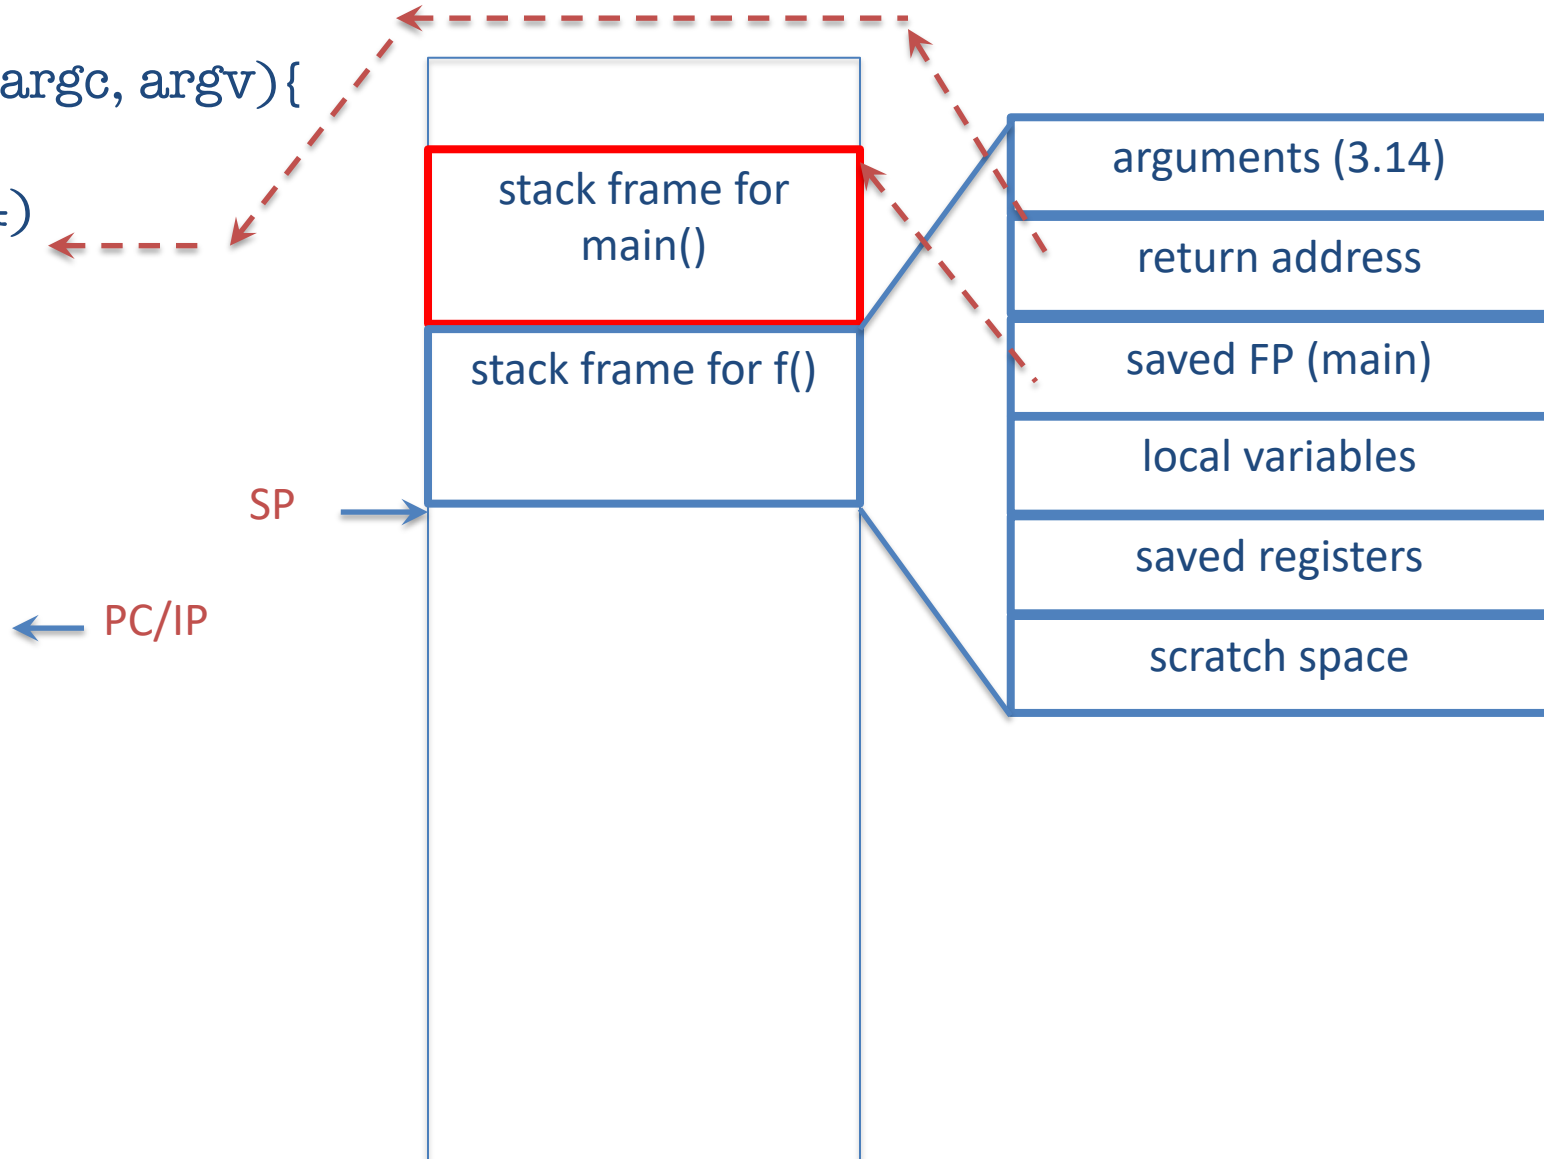 argc, argv){
)
stack frame for
main()
stack frame for f()
SP
PC/IP
arguments (3.14)
return address
saved FP (main)
local variables
saved registers
scratch space